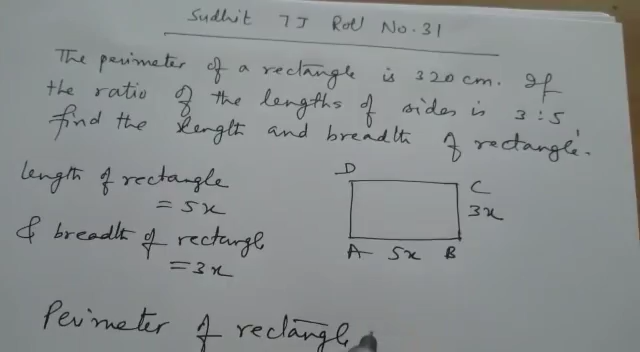 Sudhit 7J Roll No. 31
The perimeter of a rectangle is 320 cm. If
the ratio of the lengths of sides is 3:5,
find the length and breadth of rectangle.
length of rectangle
= 5x
& breadth of rectangl
= 3x
D
C
3x
A 5x B
Perimeter of rectangle